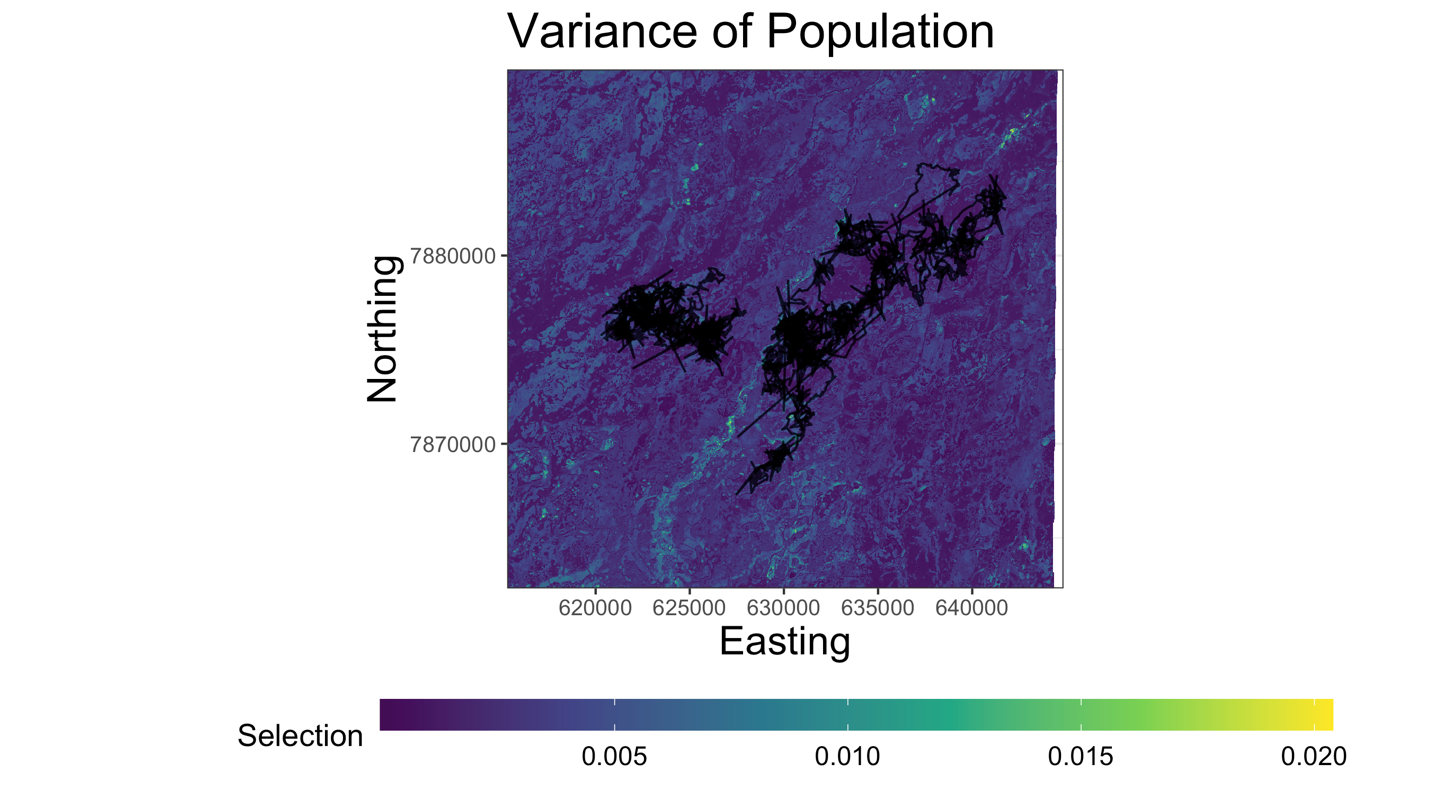 Variance of Population
Northing
7880000
7870000
620000 625000 630000 635000 640000
Easting
Selection
0.005 0.010 0.015 0.020